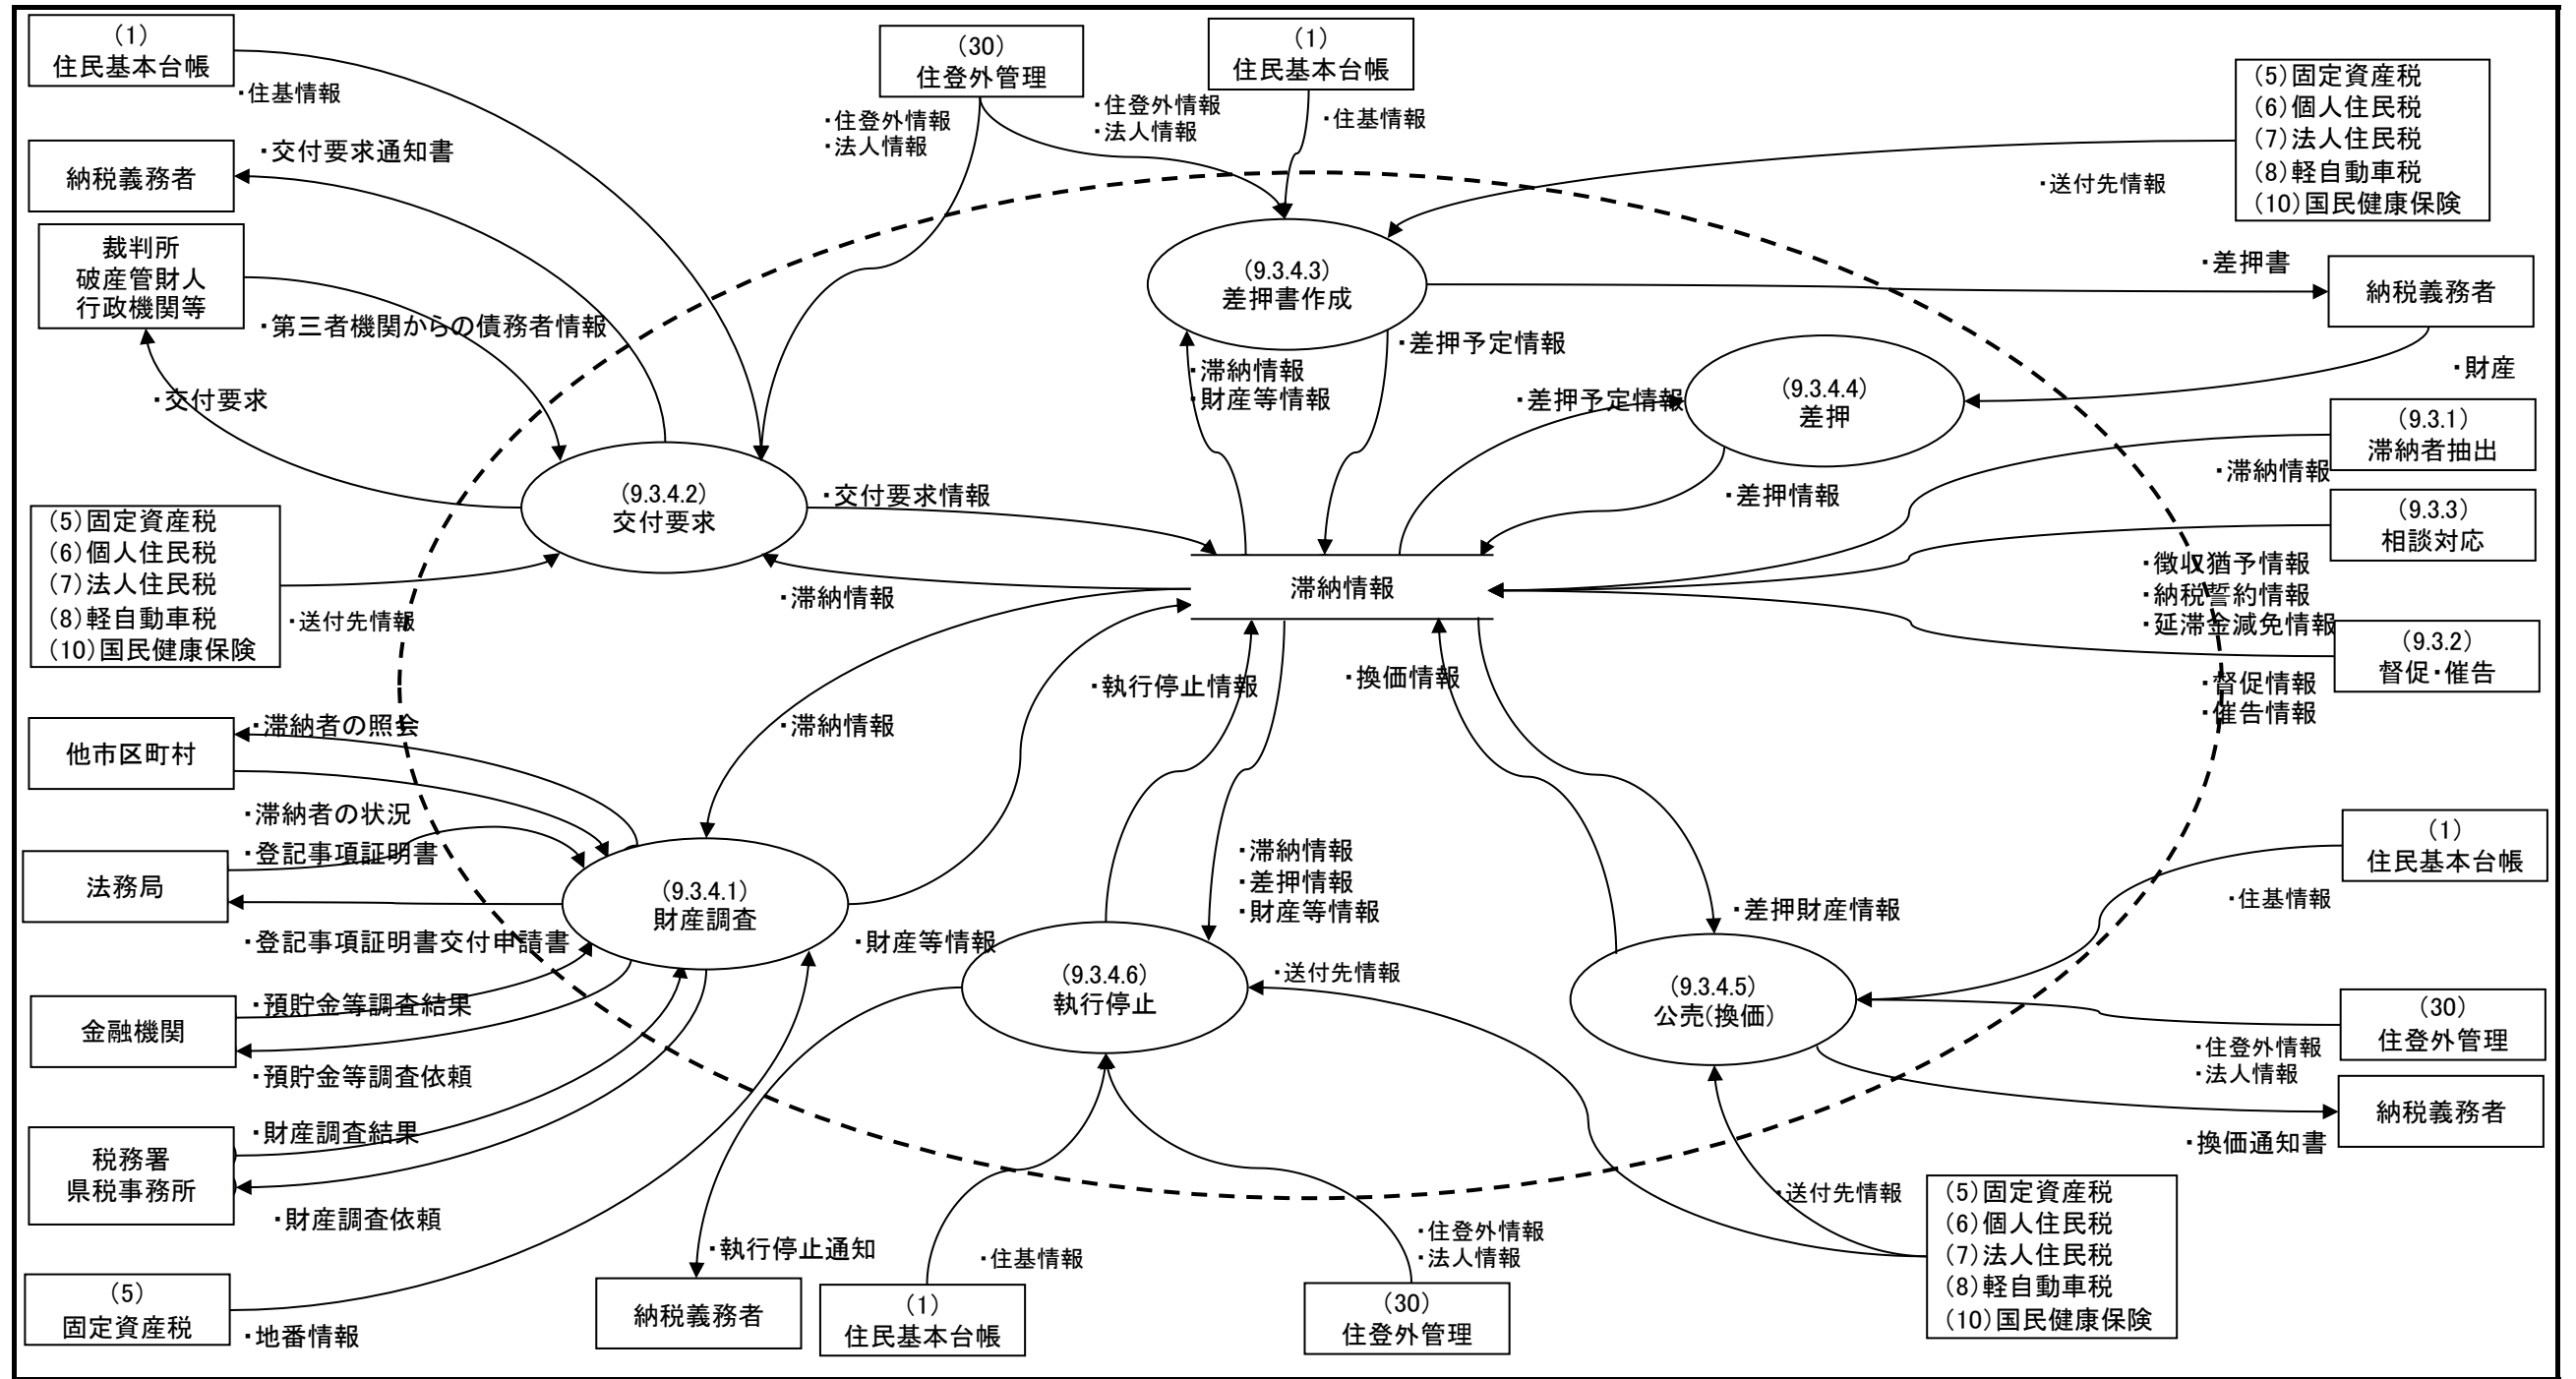 (1)
住民基本台帳
・住基情報
(30)
住登外管理
・住登外情報
・法人情報
・住登外情報
・法人情報
(1)
住民基本台帳
・住基情報
(5)固定資産税
(6)個人住民税
(7)法人住民税
(8)軽自動車税
(10)国民健康保険
・送付先情報
納税義務者
・交付要求通知書
裁判所
破産管財人
行政機関等
・第三者機関からの債務者情報
・交付要求
(9.3.4.3)
差押書作成
・差押書
納税義務者
・財産
・滞納情報
・財産等情報
・差押予定情報
・差押予定情報
(9.3.4.4)
差押
・差押情報
(9.3.1)
滞納者抽出
・滞納情報
(9.3.3)
相談対応
・徴収猶予情報
・納税誓約情報
・延滞金減免情報
(9.3.2)
督促・催告
・督促情報
・催告情報
(9.3.4.2)
交付要求
・交付要求情報
・滞納情報
滞納情報
(5)固定資産税
(6)個人住民税
(7)法人住民税
(8)軽自動車税
(10)国民健康保険
・送付先情報
他市区町村
・滞納者の照会
・滞納者の状況
・滞納情報
・執行停止情報
・換価情報
法務局
・登記事項証明書
・登記事項証明書交付申請書
(9.3.4.1)
財産調査
・財産等情報
・滞納情報
・差押情報
・財産等情報
・差押財産情報
(1)
住民基本台帳
・住基情報
金融機関
・預貯金等調査結果
・預貯金等調査依頼
(9.3.4.6)
執行停止
・送付先情報
(9.3.4.5)
公売(換価)
(30)
住登外管理
・住登外情報
・法人情報
納税義務者
・換価通知書
税務署
県税事務所
・財産調査結果
・財産調査依頼
(5)
固定資産税
・地番情報
・執行停止通知
納税義務者
・住基情報
(1)
住民基本台帳
・住登外情報
・法人情報
(30)
住登外管理
・送付先情報
(5)固定資産税
(6)個人住民税
(7)法人住民税
(8)軽自動車税
(10)国民健康保険